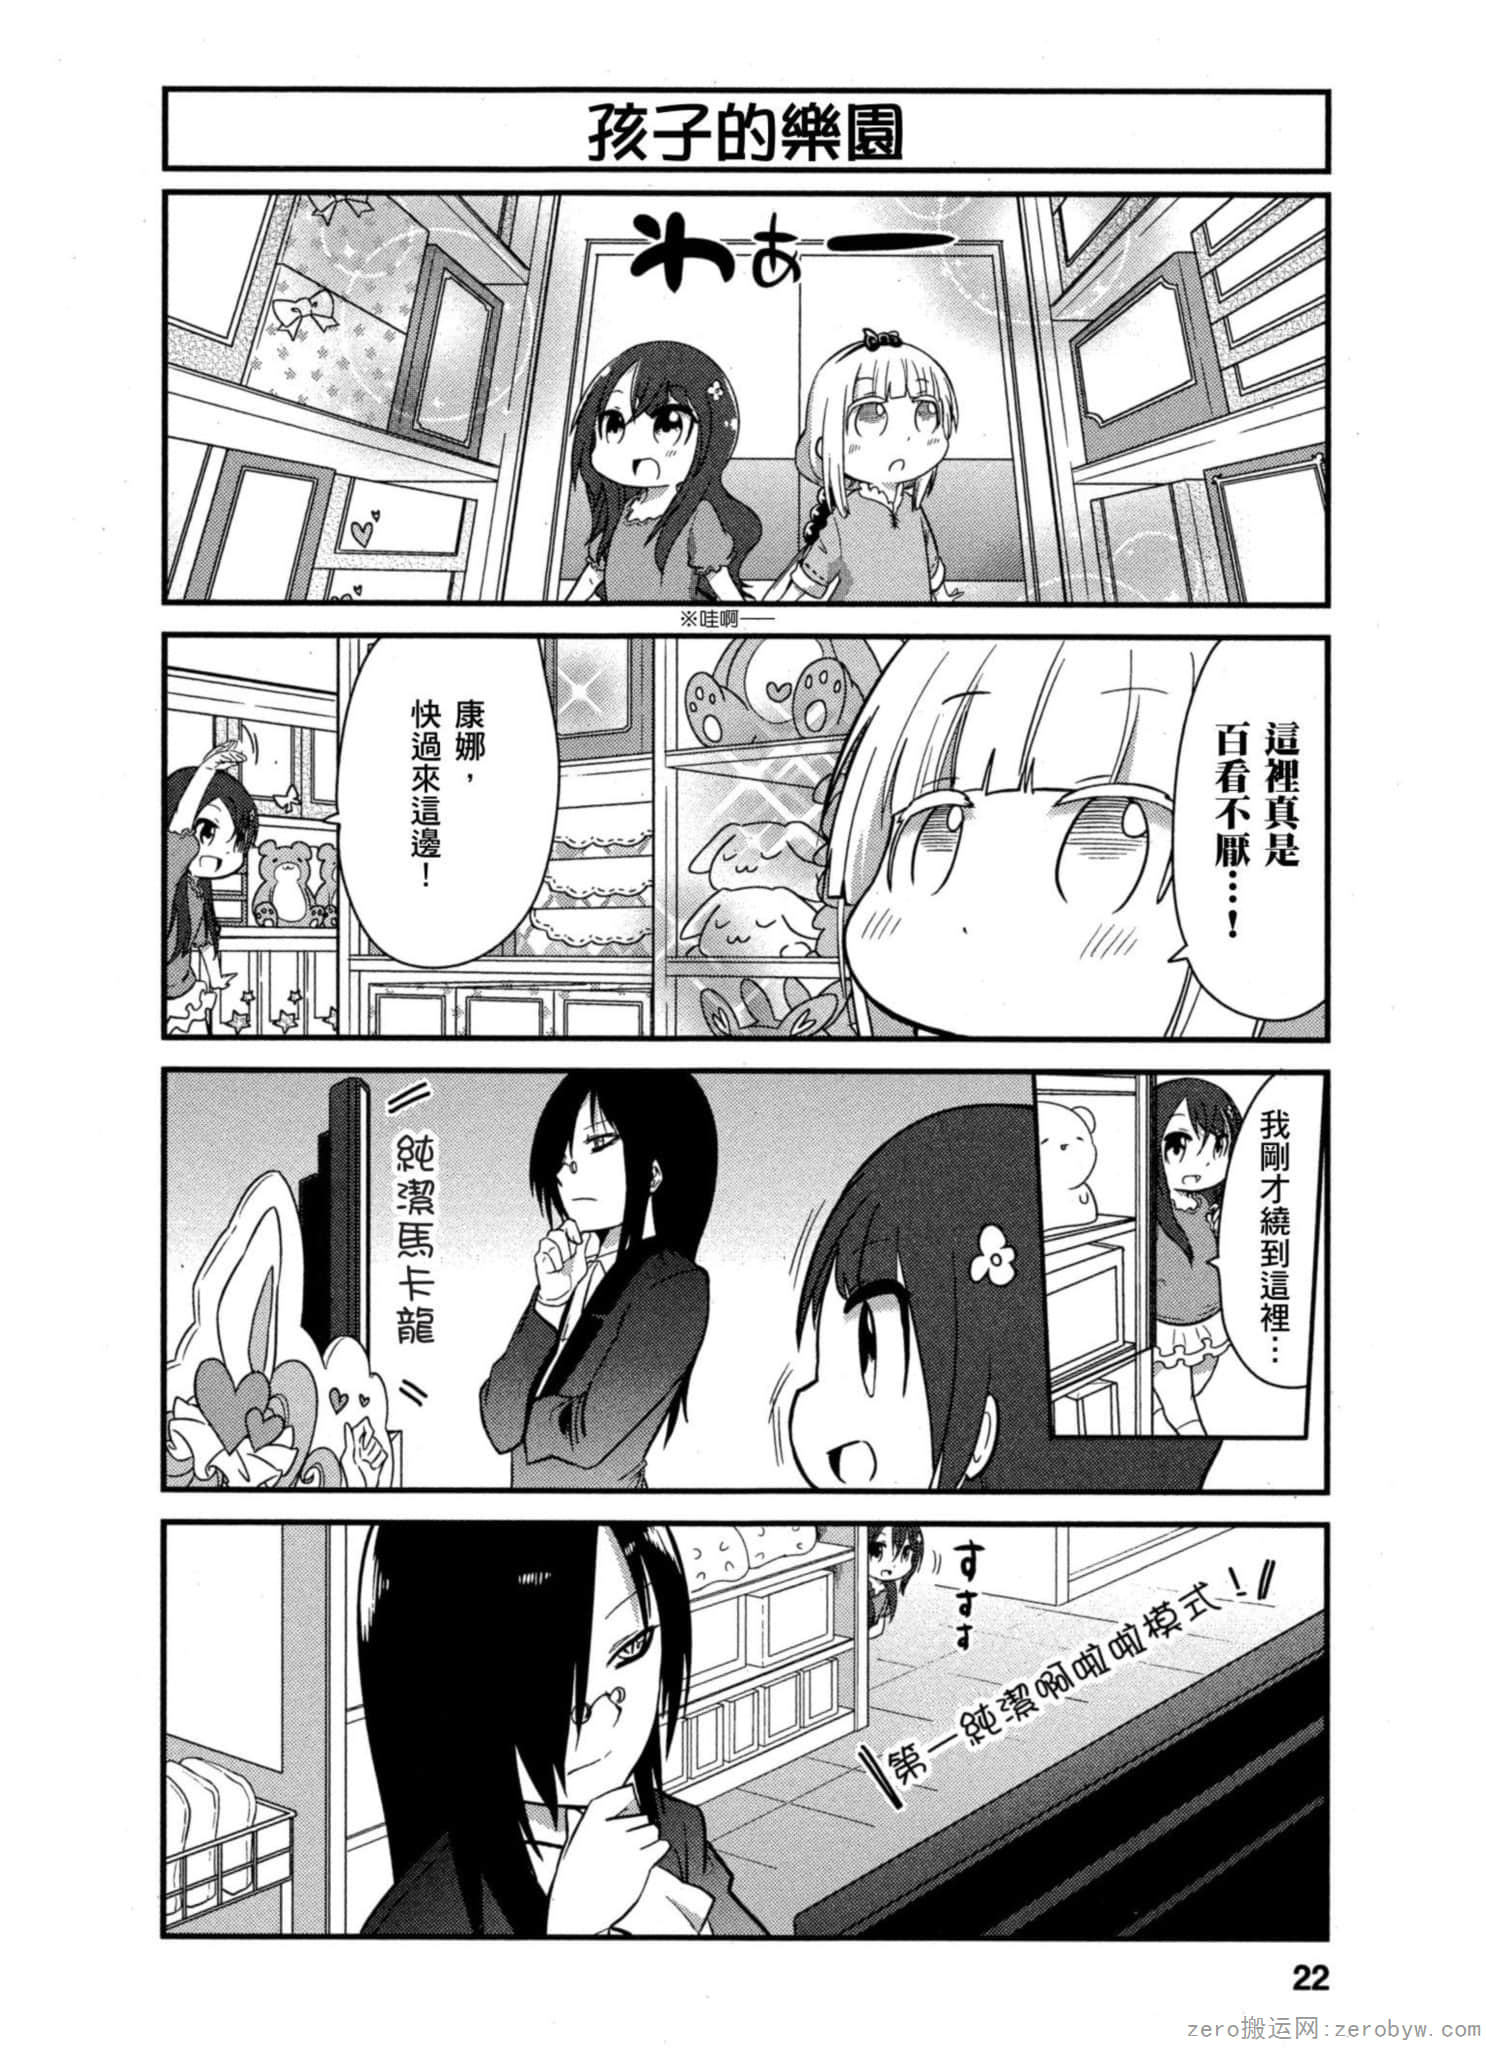 孩子的樂園
わぁー
※哇啊——
這裡真是
百看不厭……！
康娜，
快過來這邊！
我剛才繞到這裡…
純潔馬卡龍
すすす
第一純潔啊啦啦模式！
22
zero搬运网:zerobyw.com